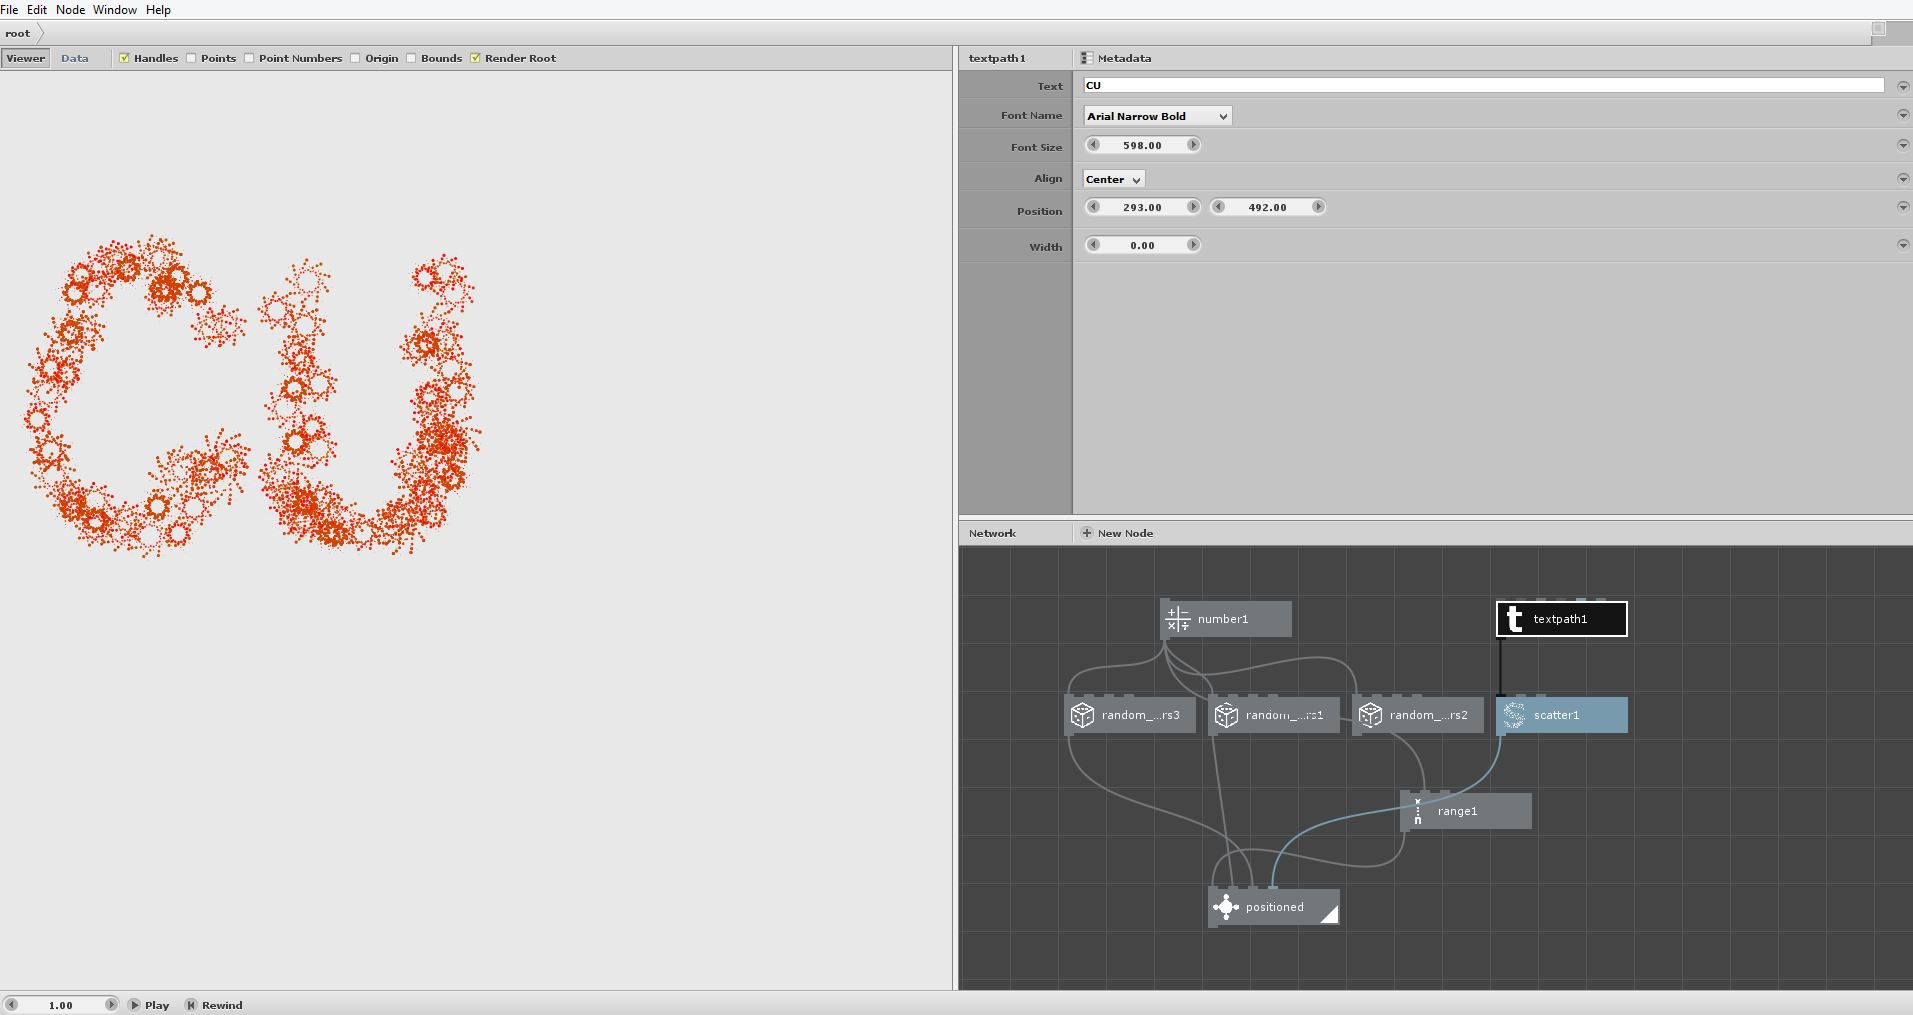 File Edit Node Window Help
root
Viewer Data Handles Points Point Numbers Origin Bounds Render Root
CU
textpath1 Metadata
Text CU
Font Name Arial Narrow Bold
Font Size 598.00
Align Center
Position 293.00 492.00
Width 0.00
Network New Node
number1 textpath1
random_...rs3 random_...rs1 random_...rs2 scatter1
range1
positioned
1.00 Play Rewind